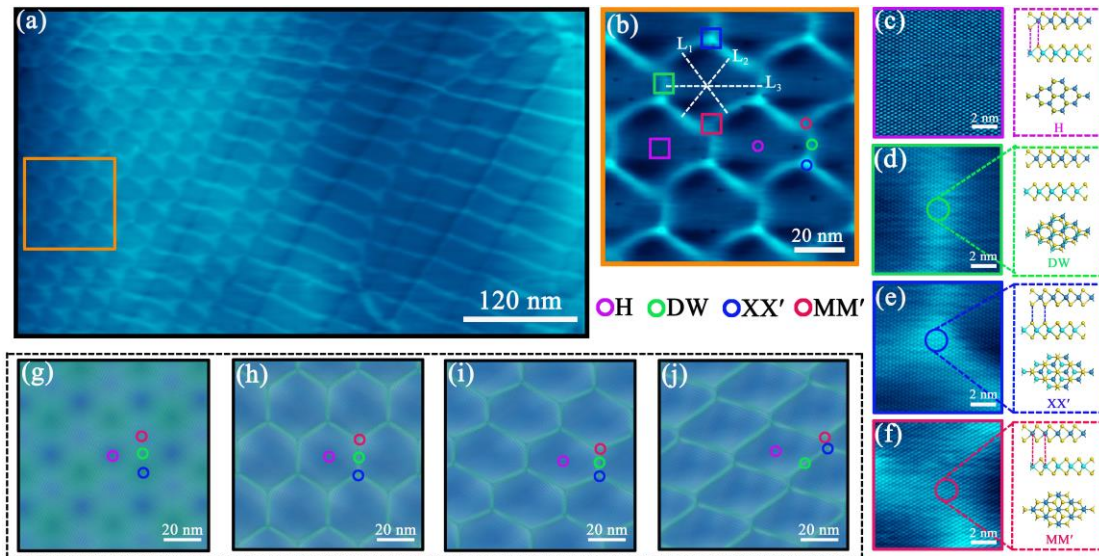 (a)
120 nm
(b)
L1
L2
L3
20 nm
H DW XX′ MM′
(c)
2 nm
H
(d)
2 nm
DW
(e)
2 nm
XX′
(f)
2 nm
MM′
(g)
20 nm
(h)
20 nm
(i)
20 nm
(j)
20 nm